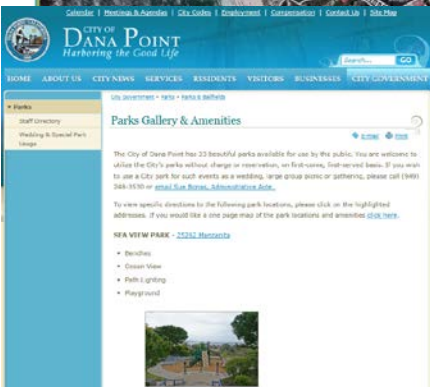 Calendar | Meetings & Agendas | City Codes | Employment | Compensation | Contact Us | Site Map
CITY OF
DANA POINT
Harboring the Good Life
Search...
GO
HOME ABOUT US CITY NEWS SERVICES RESIDENTS VISITORS BUSINESSES CITY GOVERNMENT
City Government > Parks > Parks & Ballfields
Parks
Staff Directory
Wedding & Special Park
Usage
Parks Gallery & Amenities
e-mail print
The City of Dana Point has 23 beautiful parks available for use by the public. You are welcome to
utilize the City's parks without charge or reservation, on first-come, first-served basis. If you wish
to use a City park for such events as a wedding, large group picnic or gathering, please call (949)
248-3530 or email Sue Administrative Aide.
To view specific directions to the following park locations, please click on the highlighted
addresses. If you would like a one page map of the park locations and amenities click here.
SEA VIEW PARK - 25262 Manzanita
• Benches
• Ocean View
• Path Lighting
• Playground